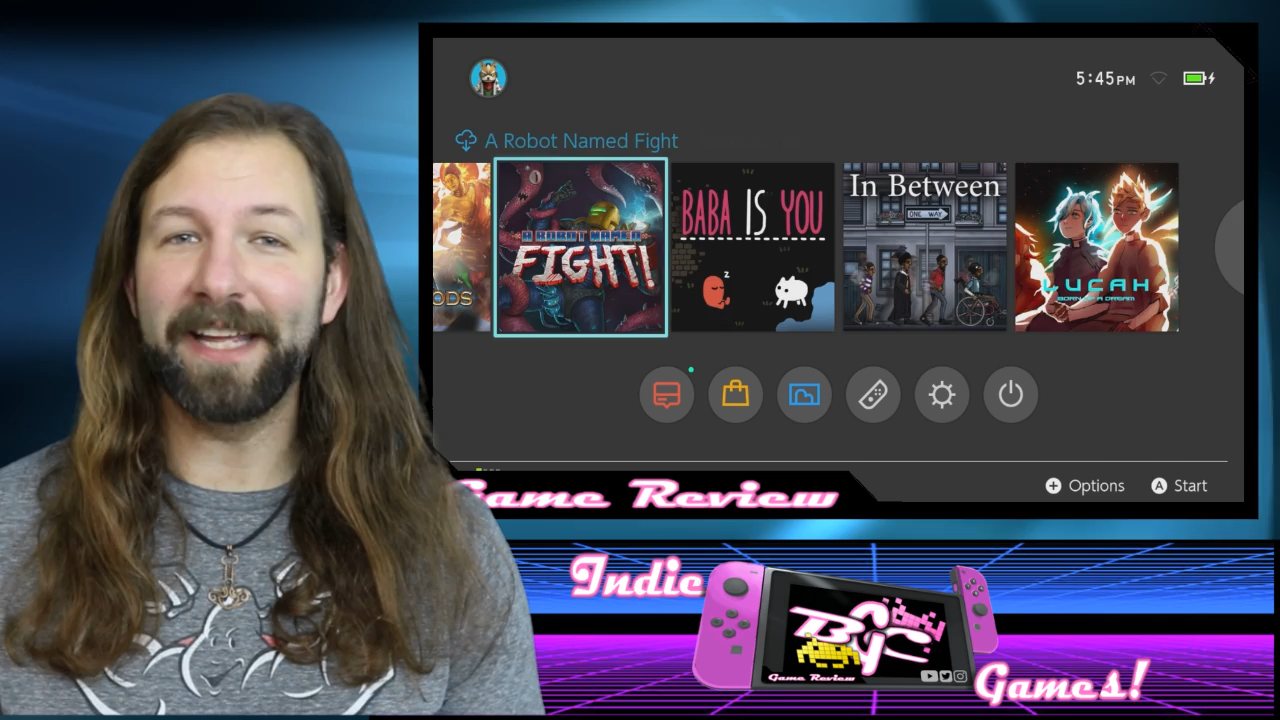 5:45PM
A Robot Named Fight
ODS
A ROBOT NAMED
FIGHT!
BABA IS YOU
z
In Between
ONE WAY
LUCAH
BORN OF A DREAM
Options
A Start
Game Review
Indie
BGC
Game Review
Games!